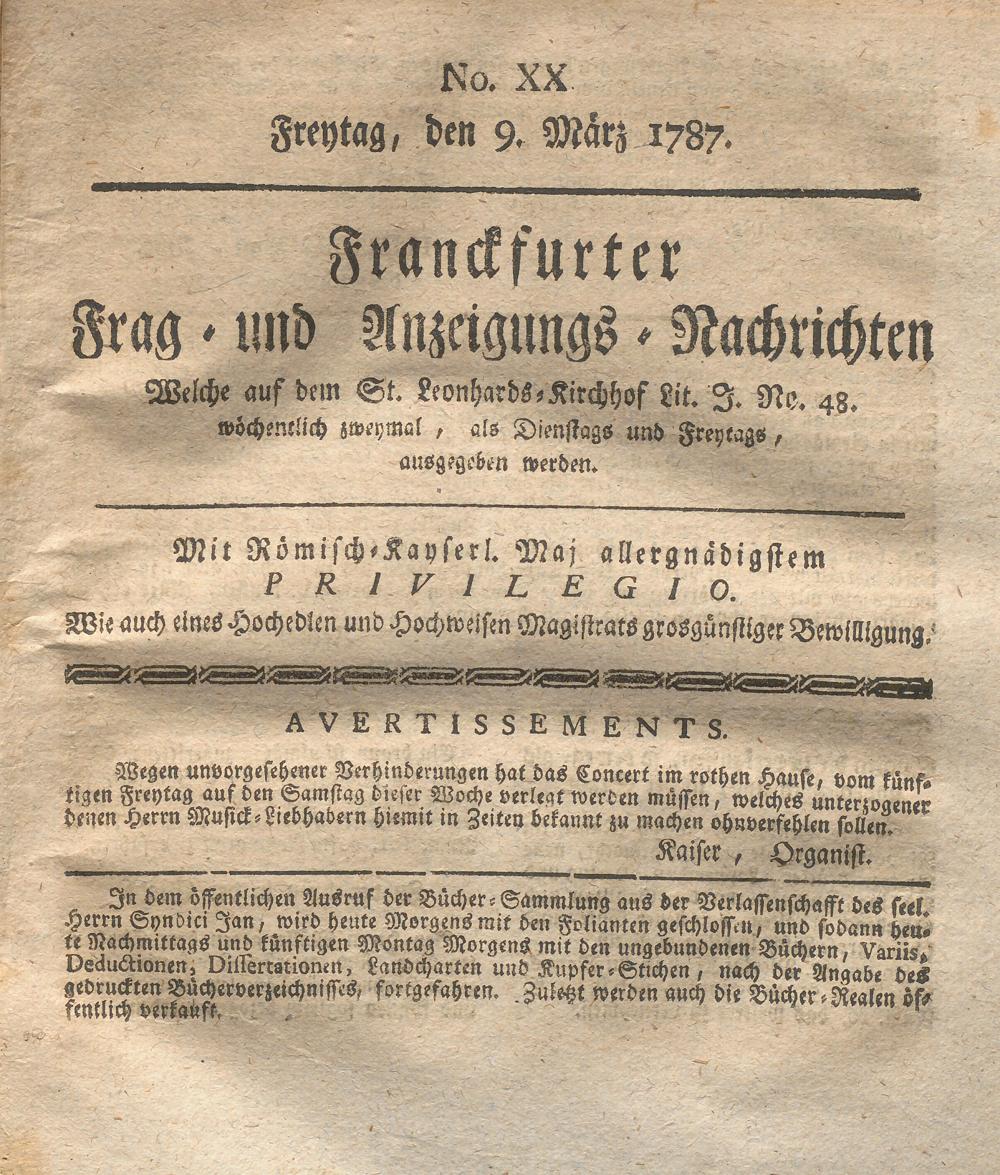 No. XX
Freytag, den 9. März 1787.
Franckfurter
Frag - und Anzeigungs - Nachrichten
Welche auf dem St. Leonhards-Kirchhof Lit. J. No. 48.
wöchentlich zweymal, als Dienstags und Freytags,
ausgegeben werden.
Mit Römisch-Kayserl. Maj allergnädigstem
PRIVILEGIO.
Wie auch eines Hochedlen und Hochweisen Magistrats grosgünstiger Bewilligung.
AVERTISSEMENTS.
Wegen unvorgesehener Verhinderungen hat das Concert im rothen Hause, vom künf-
tigen Freytag auf den Samstag dieser Woche verlegt werden müssen, welches unterzogener
denen Herrn Musick-Liebhabern hiemit in Zeiten bekannt zu machen ohnverfehlen sollen.
Kaiser, Organist.
In dem öffentlichen Ausruf der Bücher-Sammlung aus der Verlassenschafft des seel.
Herrn Syndici Jan, wird heute Morgens mit den Folianten geschlossen, und sodann heu-
te Nachmittags und künftigen Montag Morgens mit den ungebundenen Büchern, Variis,
Deductionen, Dissertationen, Landcharten und Kupfer-Stichen, nach der Angabe des
gedruckten Bücherverzeichnisses, fortgefahren. Zuletzt werden auch die Bücher-Realen öf-
fentlich verkauft.